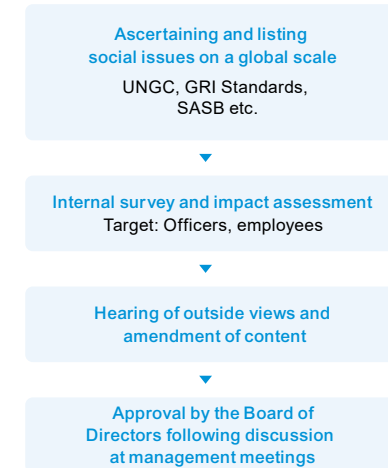 Ascertaining and listing
social issues on a global scale
UNGC, GRI Standards,
SASB etc.
Internal survey and impact assessment
Target: Officers, employees
Hearing of outside views and
amendment of content
Approval by the Board of
Directors following discussion
at management meetings